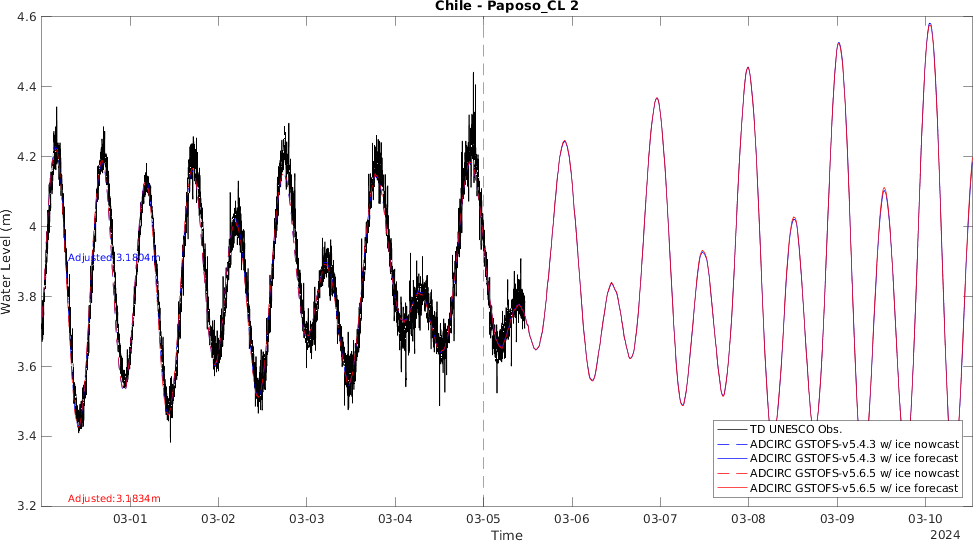 Chile - Paposo_CL 2
Water Level (m)
4.6
4.4
4.2
4
3.8
3.6
3.4
3.2
Adjusted:3.1804m
Adjusted:3.1834m
TD UNESCO Obs.
ADCIRC GSTOFS-v5.4.3 w/ ice nowcast
ADCIRC GSTOFS-v5.4.3 w/ ice forecast
ADCIRC GSTOFS-v5.6.5 w/ ice nowcast
ADCIRC GSTOFS-v5.6.5 w/ ice forecast
03-01 03-02 03-03 03-04 03-05 03-06 03-07 03-08 03-09 03-10
2024
Time